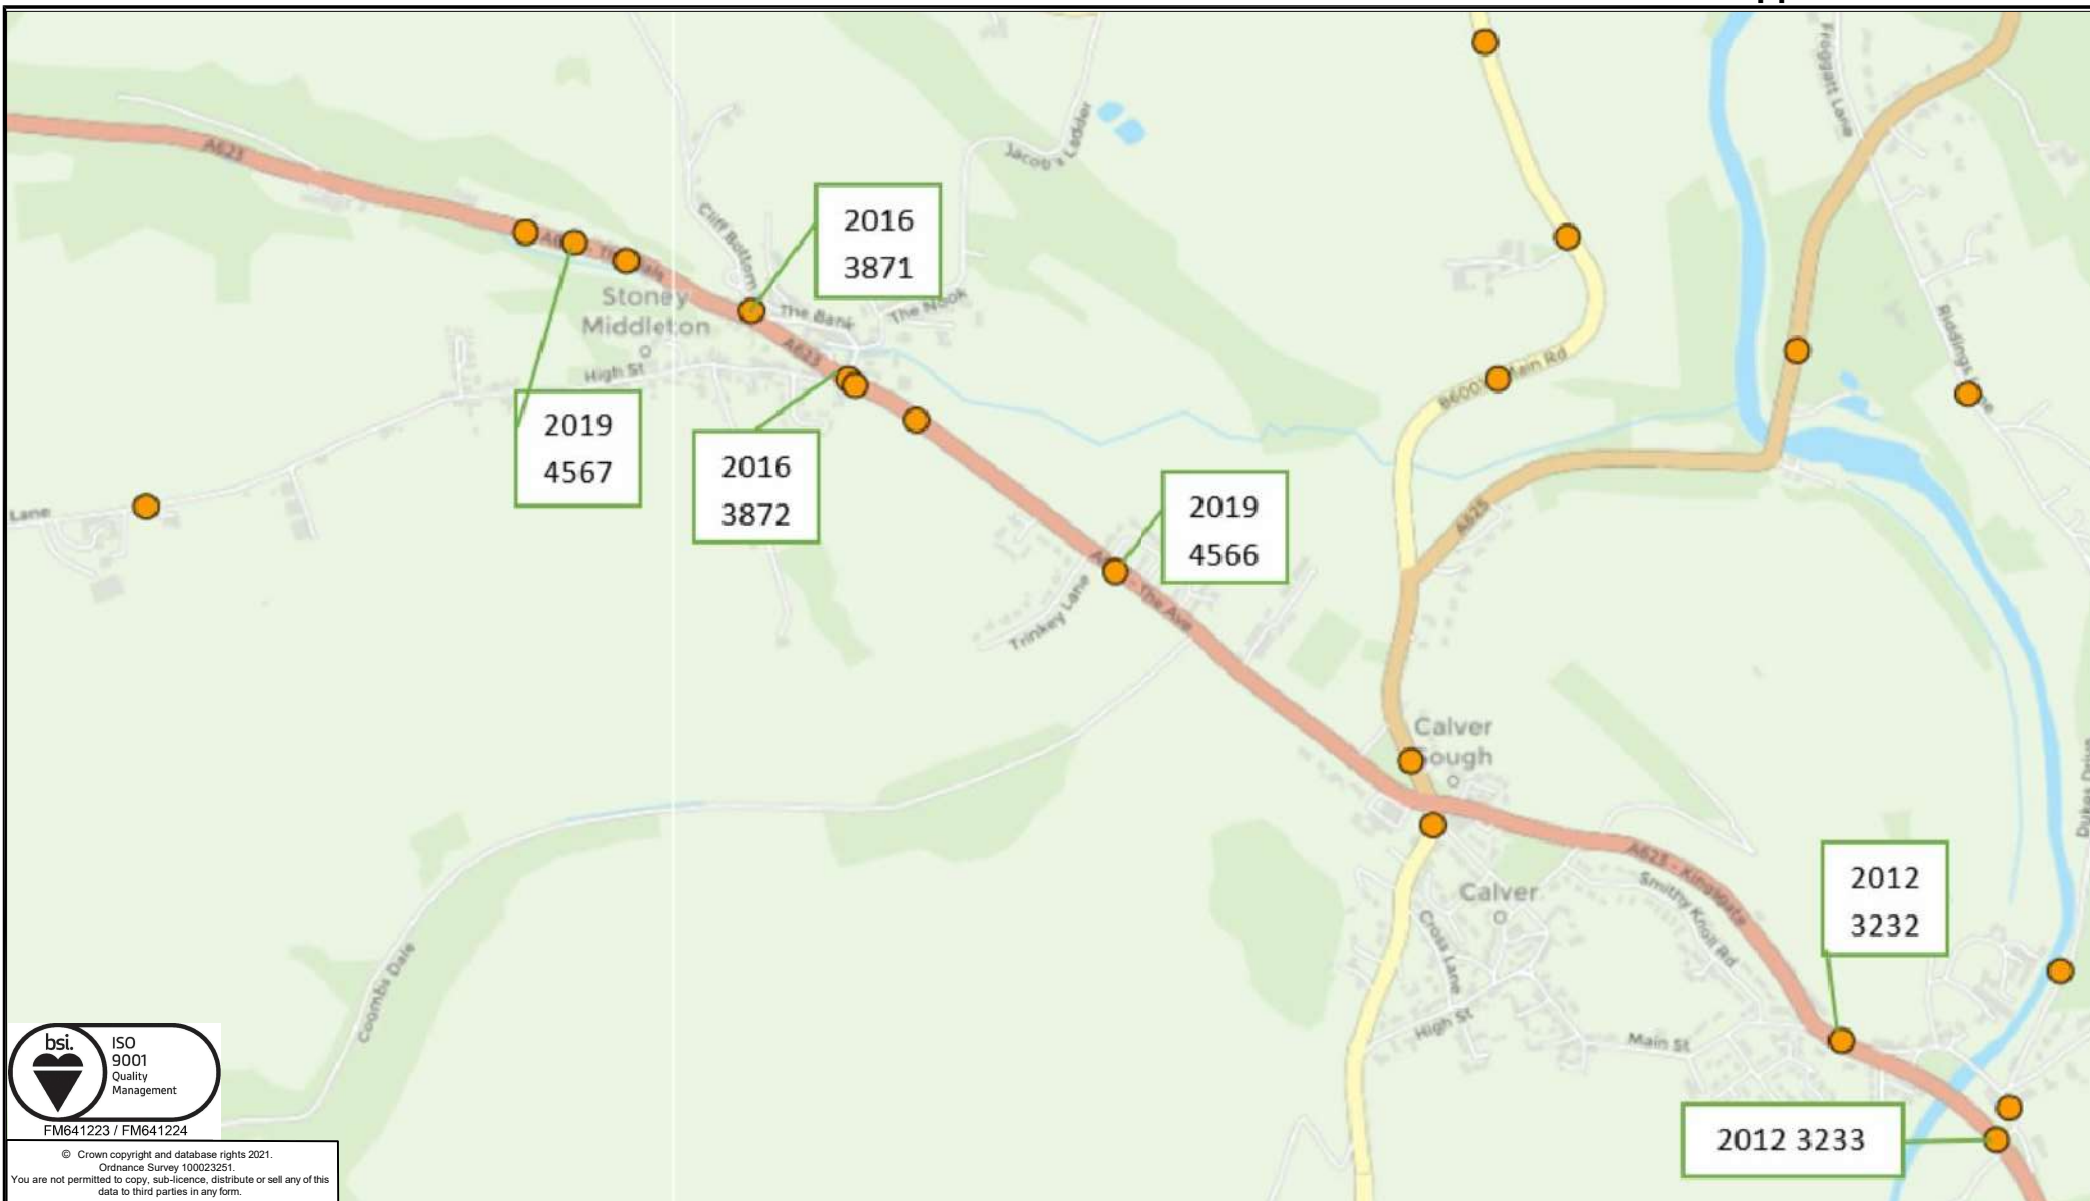 A623
Froggatt Lane
Jacob's Ladder
Cliff Bottom
2016
3871
Stoney
Middleton
The Bank
The Nook
A623
High St
Main Rd
2019
4567
2016
3872
Lane
2019
4566
A625
Trinkey Lane
The Ave
Calver
Sough
A623 - Kingsgate
Smithy Knoll Rd
Calver
Cross Lane
2012
3232
Coombs Dale
High St
Main St
2012 3233
bsi.
ISO
9001
Quality
Management
FM641223 / FM641224
© Crown copyright and database rights 2021.
Ordnance Survey 100023251.
You are not permitted to copy, sub-licence, distribute or sell any of this
data to third parties in any form.